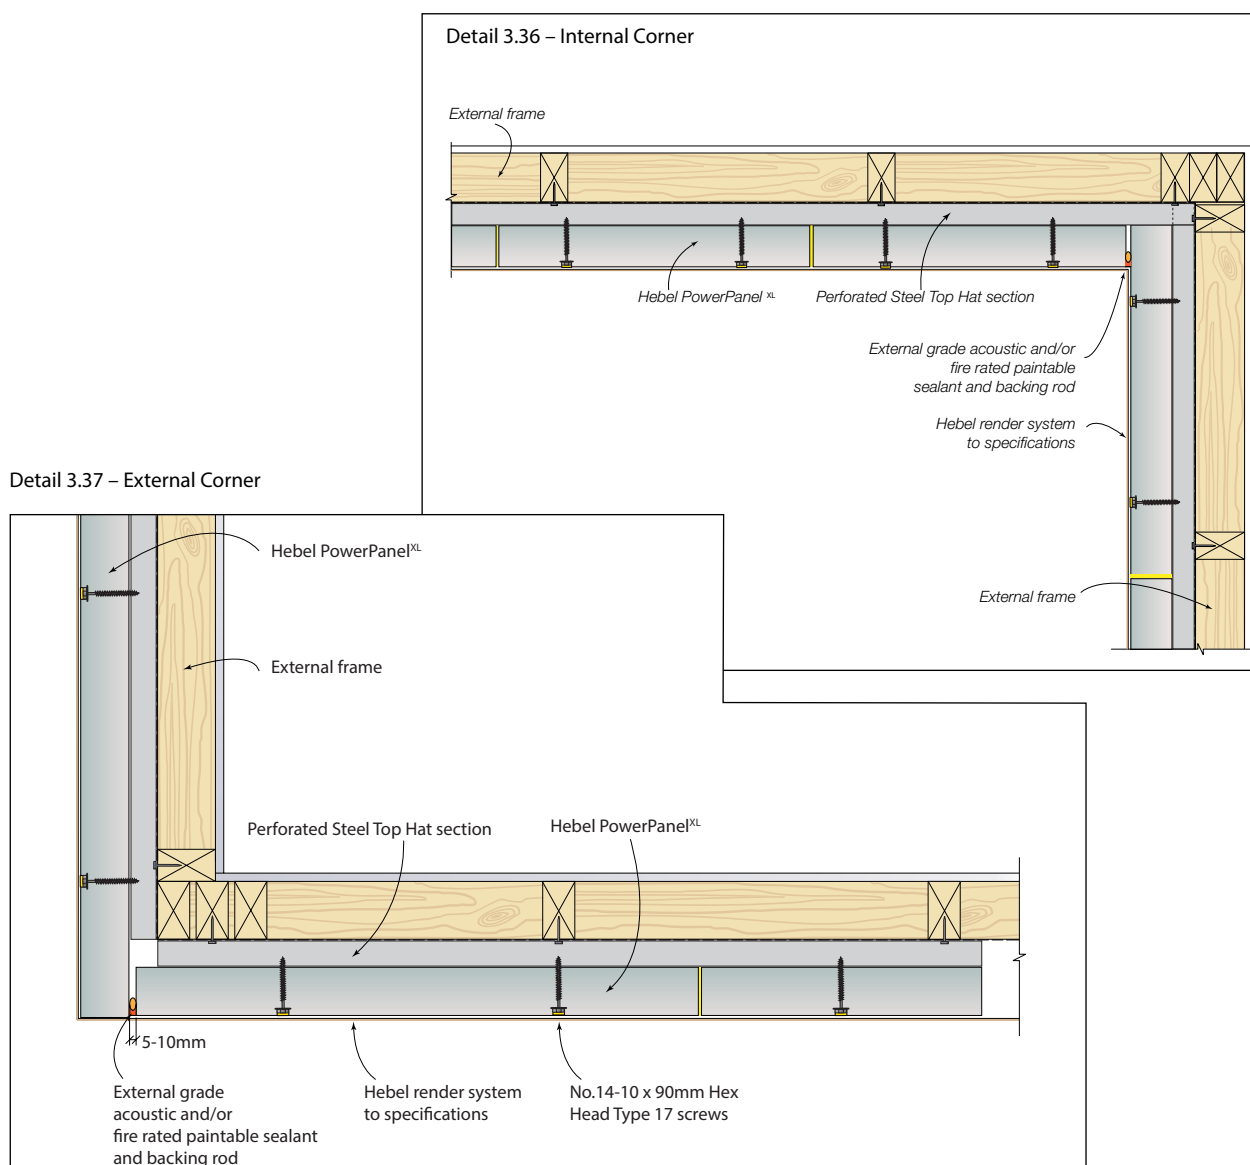 Detail 3.36 – Internal Corner
External frame
Hebel PowerPanel XL
Perforated Steel Top Hat section
External grade acoustic and/or
fire rated paintable
sealant and backing rod
Hebel render system
to specifications
External frame
Detail 3.37 – External Corner
Hebel PowerPanelXL
External frame
Perforated Steel Top Hat section
Hebel PowerPanelXL
5-10mm
External grade
acoustic and/or
fire rated paintable sealant
and backing rod
Hebel render system
to specifications
No.14-10 x 90mm Hex
Head Type 17 screws